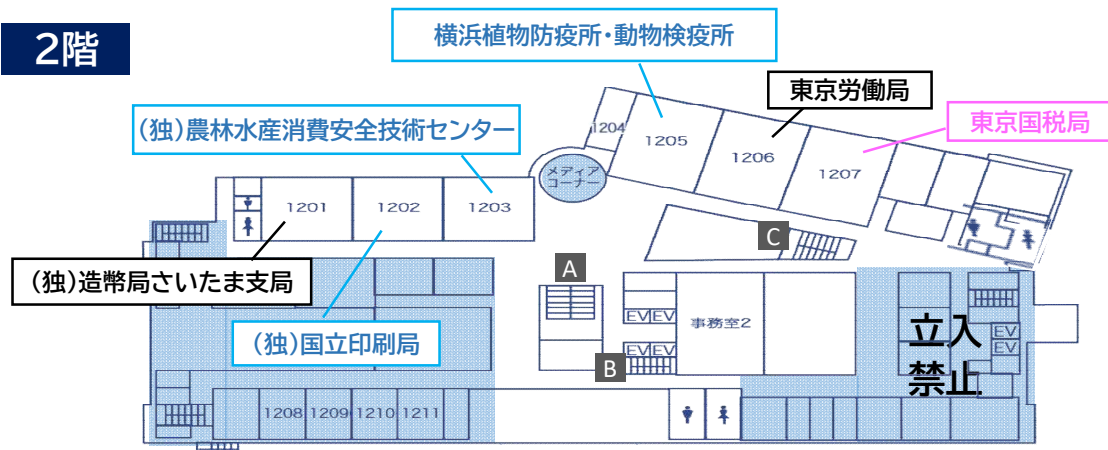 2階
横浜植物防疫所・動物検疫所
東京労働局
東京国税局
(独)農林水産消費安全技術センター
1204
1205
1206
1207
メディア
コーナー
1201
1202
1203
C
(独)造幣局さいたま支局
A
(独)国立印刷局
EV EV
事務室2
EV EV
B
立入
禁止
EV
EV
1208 1209 1210 1211